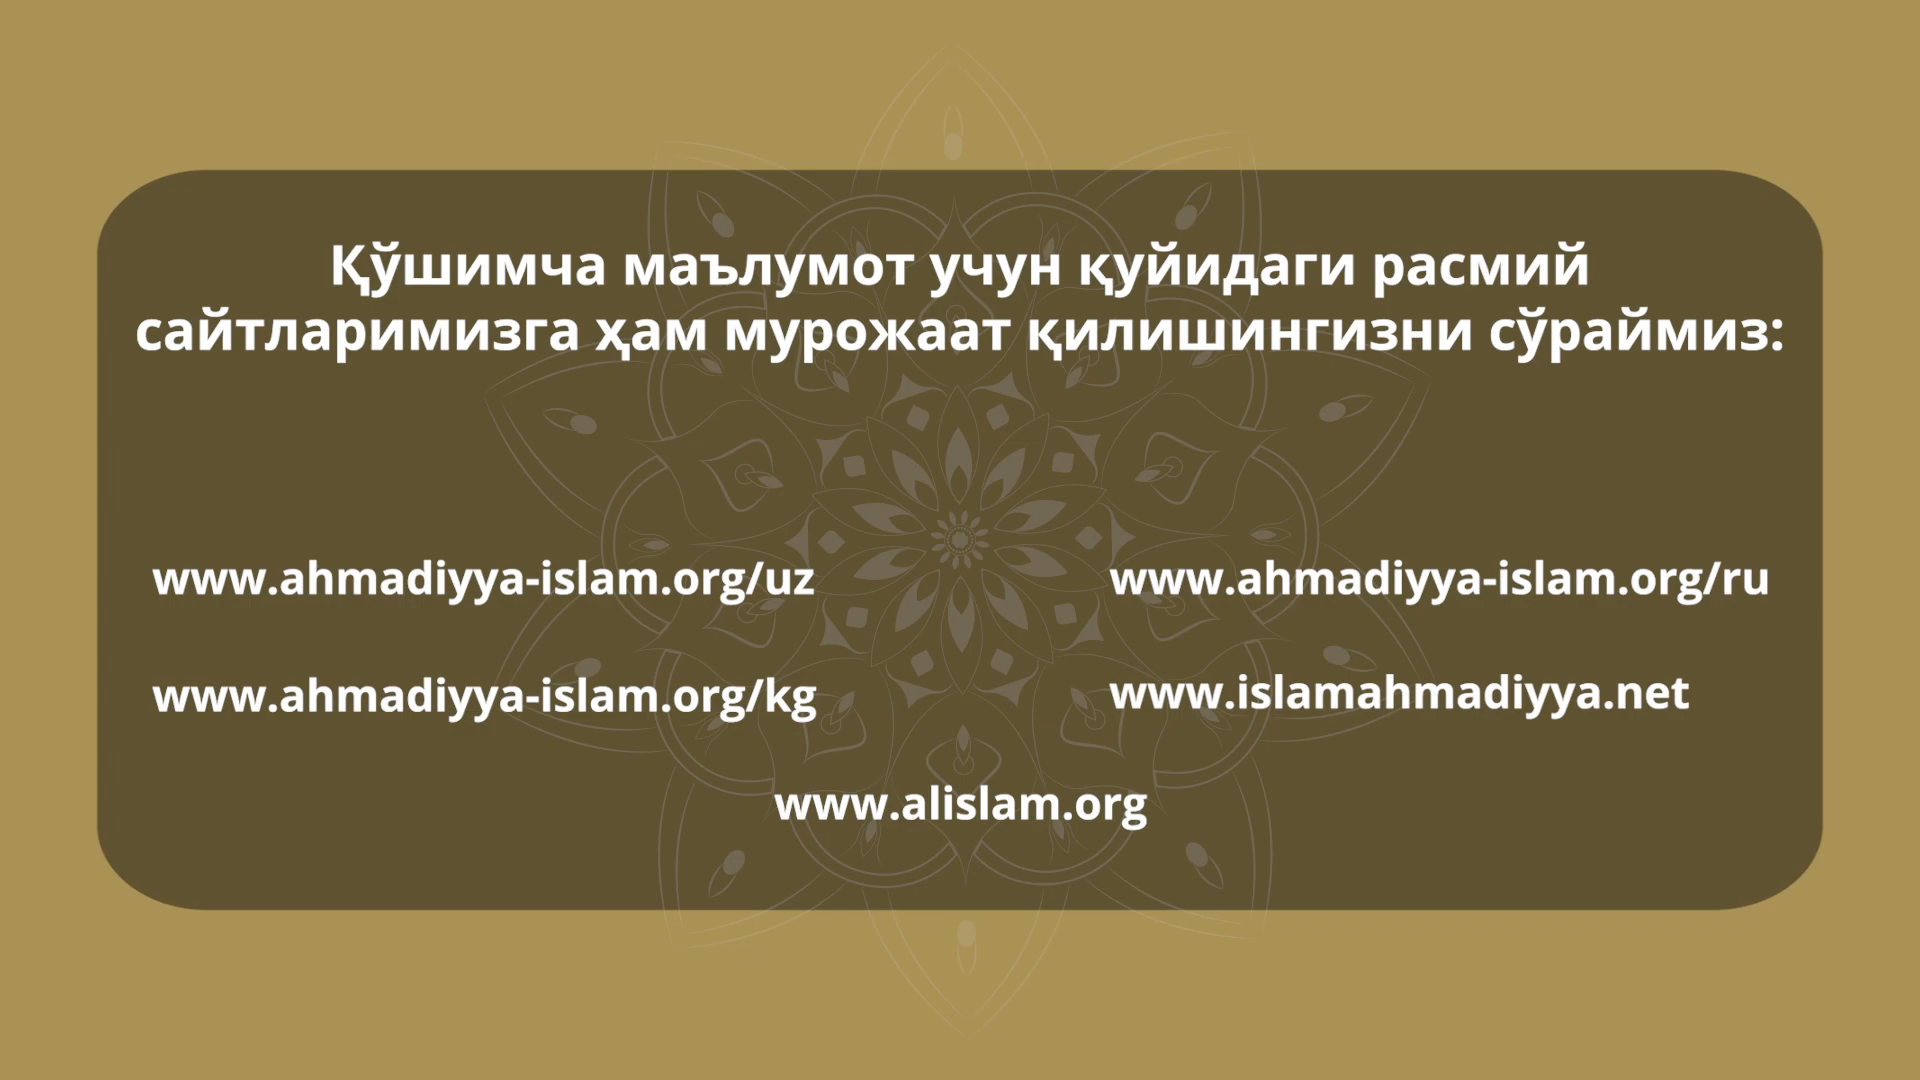 Қўшимча маълумот учун қуйидаги расмий
сайтларимизга ҳам мурожаат қилишингизни сўраймиз:
www.ahmadiyya-islam.org/uz
www.ahmadiyya-islam.org/ru
www.ahmadiyya-islam.org/kg
www.islamahmadiyya.net
www.alislam.org